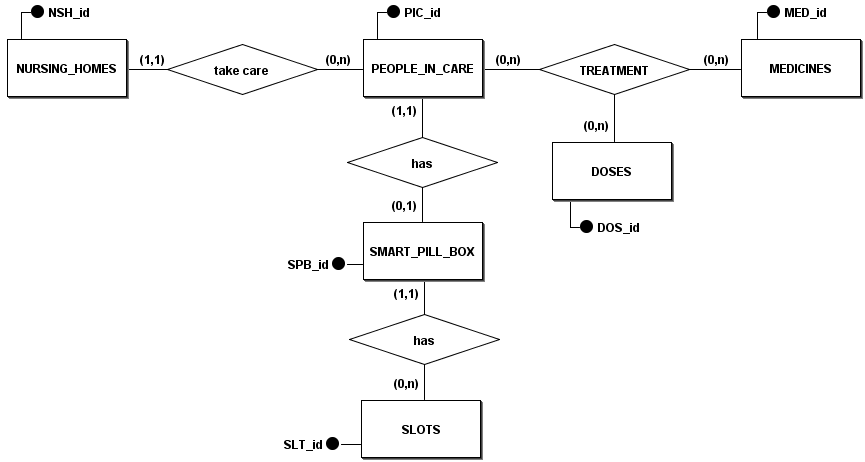 NSH_id
PIC_id
MED_id
NURSING_HOMES
(1,1)
take care
(0,n)
PEOPLE_IN_CARE
(0,n)
TREATMENT
(0,n)
MEDICINES
(1,1)
(0,n)
has
DOSES
(0,1)
DOS_id
SMART_PILL_BOX
SPB_id
(1,1)
has
(0,n)
SLOTS
SLT_id